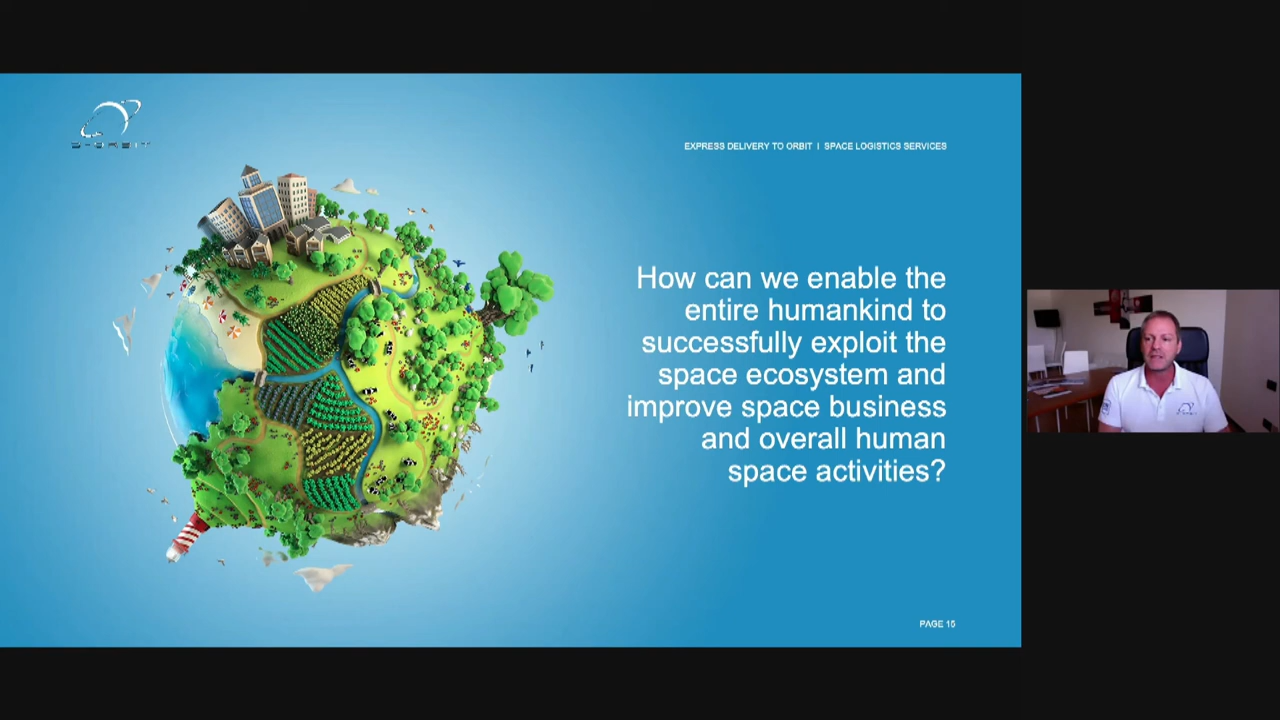 D-ORBIT
EXPRESS DELIVERY TO ORBIT | SPACE LOGISTICS SERVICES
How can we enable the
entire humankind to
successfully exploit the
space ecosystem and
improve space business
and overall human
space activities?
PAGE 15